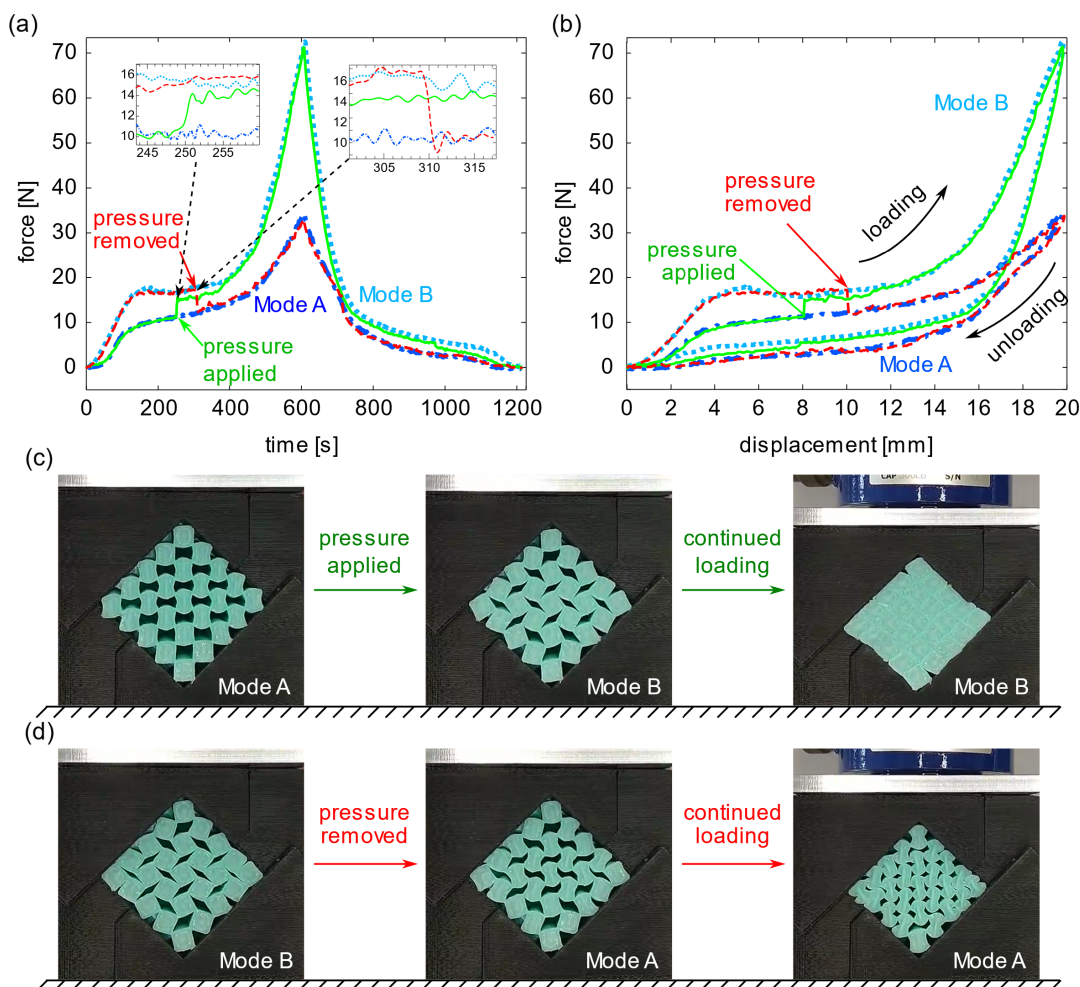 (a)
(b)
70
60
50
40
30
20
10
0
force [N]
0
200
400
600
800
1000
1200
time [s]
16
14
12
10
245
250
255
16
14
12
10
305
310
315
pressure
removed
Mode A
Mode B
pressure
applied
70
60
50
40
30
20
10
0
force [N]
0
2
4
6
8
10
12
14
16
18
20
displacement [mm]
Mode B
pressure
removed
loading
pressure
applied
unloading
Mode A
(c)
Mode A
pressure
applied
Mode B
continued
loading
S/N
Mode B
(d)
Mode B
pressure
removed
Mode A
continued
loading
Mode A